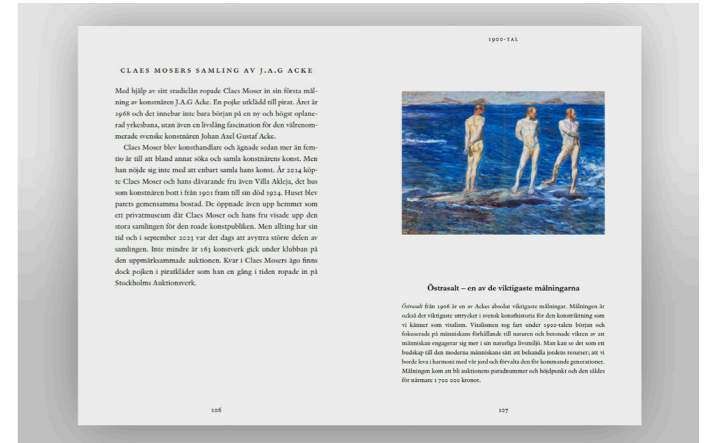 CLAES MOSERS SAMLING AV J.A.G ACKE
Med hjälp av sitt studielån ropade Claes Moser in sin första mål-
ning av konstnären J.A.G Acke. En pojke utklädd till pirat. Året är
1968 och det innebar inte bara början på en ny och högst oplane-
rad yrkesbana, utan även en livslång fascination för den välrenom-
merade svenske konstnären Johan Axel Gustaf Acke.
Claes Moser blev konsthandlare och ägnade sedan mer än fem-
tio år till att bland annat söka och samla konstnärens konst. Men
han nöjde sig inte med att enbart samla hans konst. År 2014 köp-
te Claes Moser och hans dåvarande fru även Villa Akleja, det hus
som konstnären bott i från 1901 fram till sin död 1924. Huset blev
parets gemensamma bostad. De öppnade även upp hemmet som
ett privatmuseum där Claes Moser och hans fru visade upp den
stora samlingen för den roade konstpubliken. Men allring har sin
tid och i september 2023 var det dags att avyttra större delen av
samlingen. Inte mindre är 163 konstverk gick under klubban på
den uppmärksammade auktionen. Kvar i Claes Mosers ägo finns
dock pojken i piratkläder som han en gång i tiden ropade in på
Stockholms Auktionsverk.
106
1900-TAL
Östrasalt – en av de viktigaste målningarna
Östrasalt från 1906 är en av Ackes absolut viktigaste målningar. Målningen är
också det viktigaste uttrycket i svensk konsthistoria för den konstriktning som
vi känner som vitalism. Vitalismen tog fart under 1900-talen början och
fokuserade på människans förhållande till naturen och betonade vikten av att
människan engagerar sig mer i sin naturliga livsmiljö. Man kan se det som ett
budskap till den moderna människans sätt att behandla jordens resurser; att vi
borde leva i harmoni med vår jord och förvalta den för kommande generationer.
Målningen kom att bli auktionens paradnummer och höjdpunkt och den såldes
för närmare 1 700 000 kronor.
107